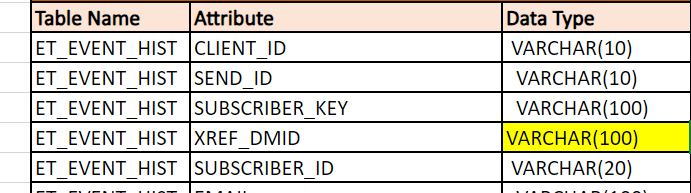 Table Name Attribute Data Type
ET_EVENT_HIST CLIENT_ID VARCHAR(10)
ET_EVENT_HIST SEND_ID VARCHAR(10)
ET_EVENT_HIST SUBSCRIBER_KEY VARCHAR(100)
ET_EVENT_HIST XREF_DMID VARCHAR(100)
ET_EVENT_HIST SUBSCRIBER_ID VARCHAR(20)